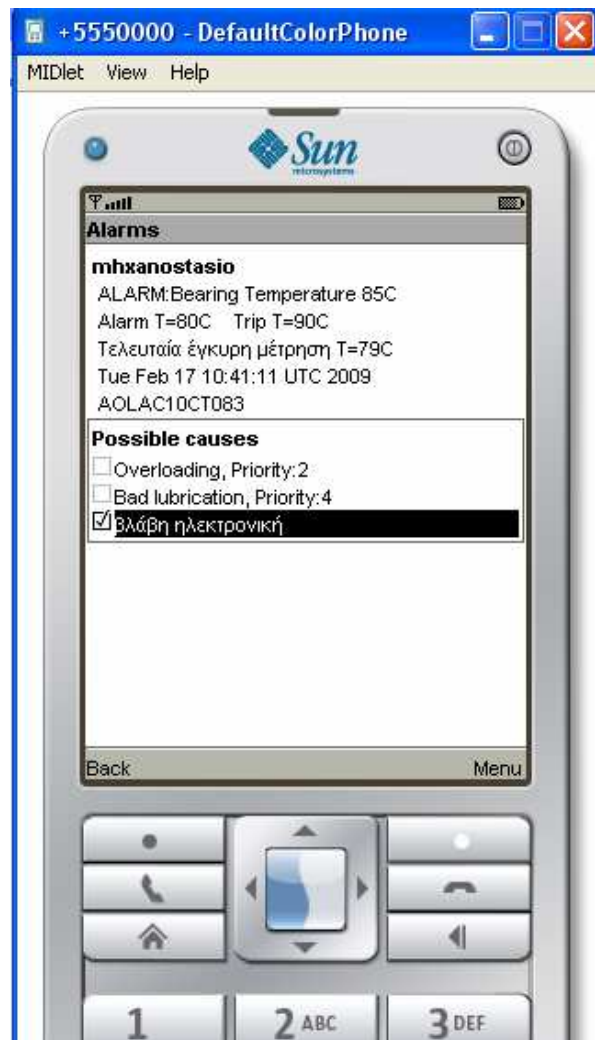 +5550000 - DefaultColorPhone
MIDlet View Help
Sun
microsystems
Alarms
mhxanostasio
ALARM:Bearing Temperature 85C
Alarm T=80C Trip T=90C
Τελευταία έγκυρη μέτρηση T=79C
Tue Feb 17 10:41:11 UTC 2009
AOLAC10CT083
Possible causes
Overloading, Priority:2
Bad lubrication, Priority:4
βλάβη ηλεκτρονική
Back Menu
1 2 ABC 3 DEF